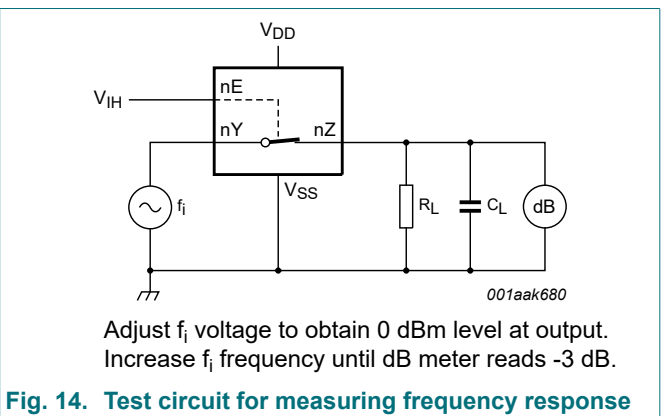 VDD
nE
VIH
nY nZ
VSS
fi
RL
CL
dB
001aak680
Adjust fi voltage to obtain 0 dBm level at output.
Increase fi frequency until dB meter reads -3 dB.
Fig. 14. Test circuit for measuring frequency response